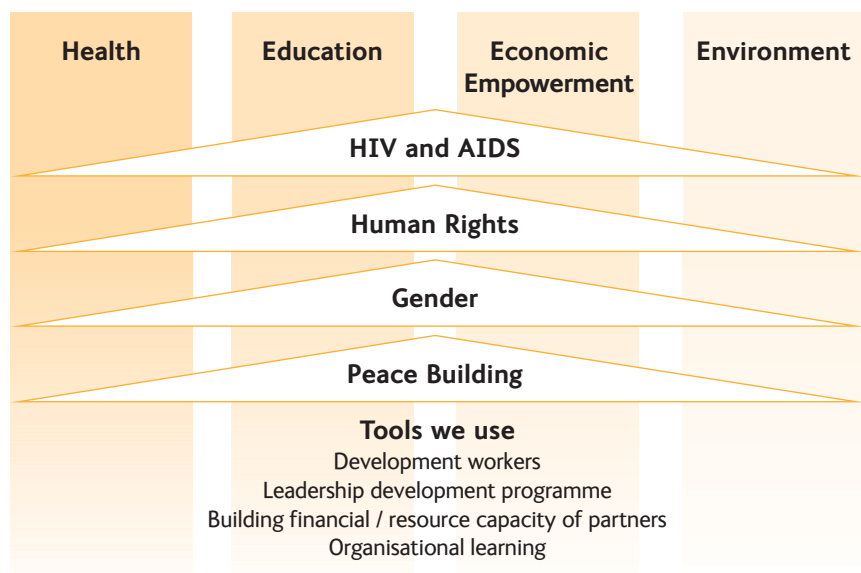 Health
Education
Economic
Empowerment
Environment
HIV and AIDS
Human Rights
Gender
Peace Building
Tools we use
Development workers
Leadership development programme
Building financial / resource capacity of partners
Organisational learning